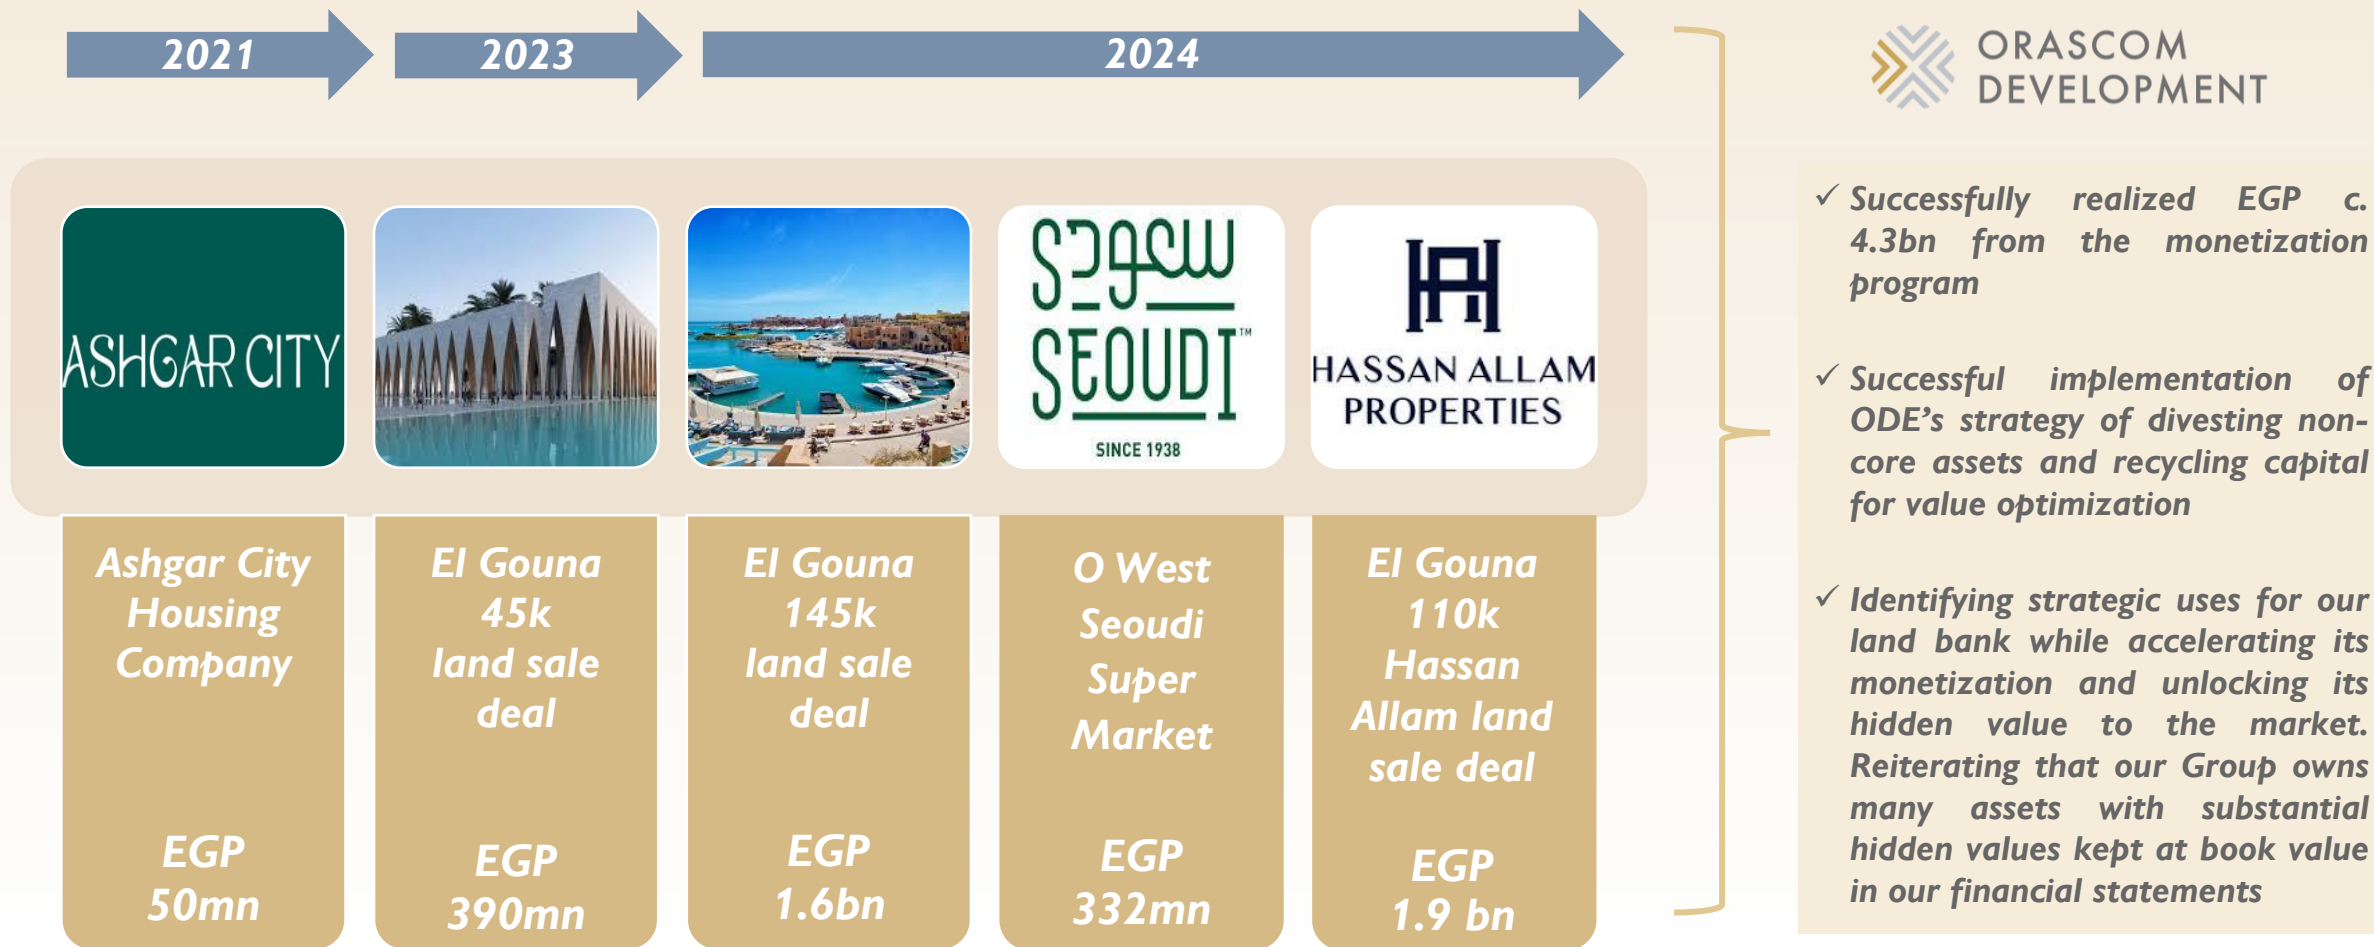 2021
2023
2024
ORASCOM
DEVELOPMENT
ASHGAR CITY
سعودي
SEOUDI™
SINCE 1938
HASSAN ALLAM
PROPERTIES
Ashgar City
Housing
Company
EGP
50mn
El Gouna
45k
land sale
deal
EGP
390mn
El Gouna
145k
land sale
deal
EGP
1.6bn
O West
Seoudi
Super
Market
EGP
332mn
El Gouna
110k
Hassan
Allam land
sale deal
EGP
1.9 bn
✓ Successfully realized EGP c.
4.3bn from the monetization
program
✓ Successful implementation of
ODE’s strategy of divesting non-
core assets and recycling capital
for value optimization
✓ Identifying strategic uses for our
land bank while accelerating its
monetization and unlocking its
hidden value to the market.
Reiterating that our Group owns
many assets with substantial
hidden values kept at book value
in our financial statements